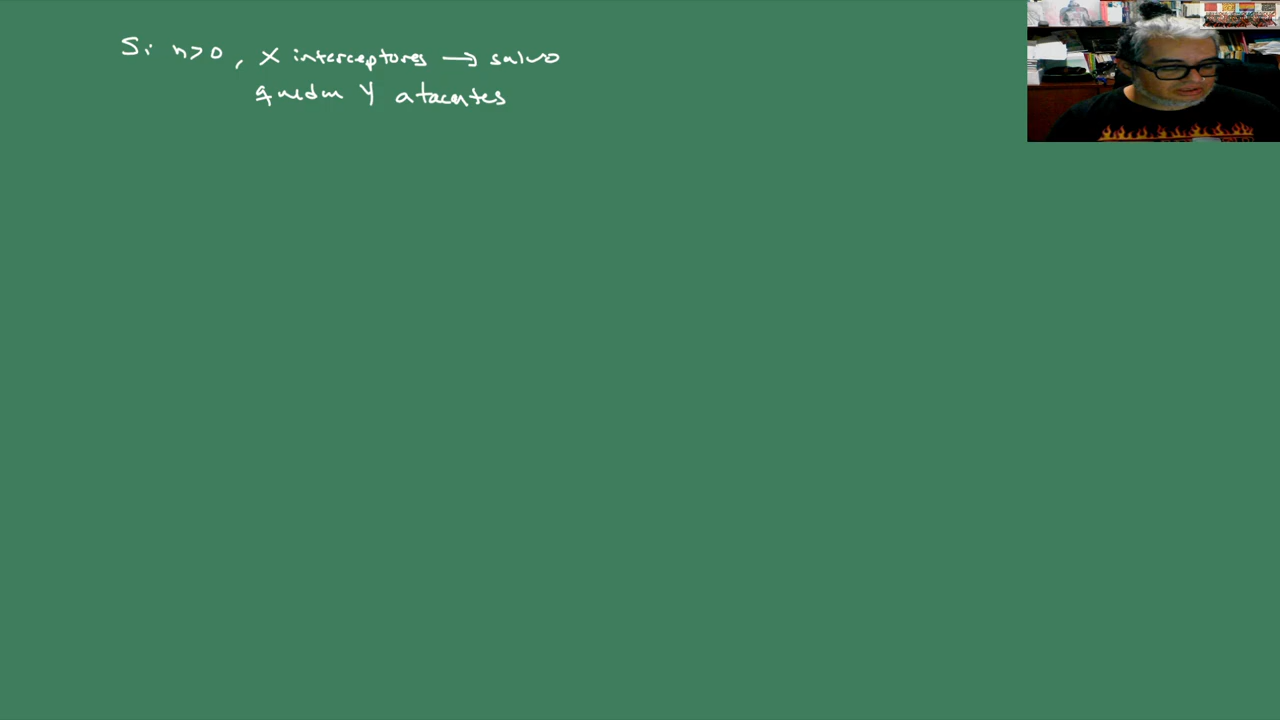 Si n>0, X interceptores → salvo
quedan Y atacantes